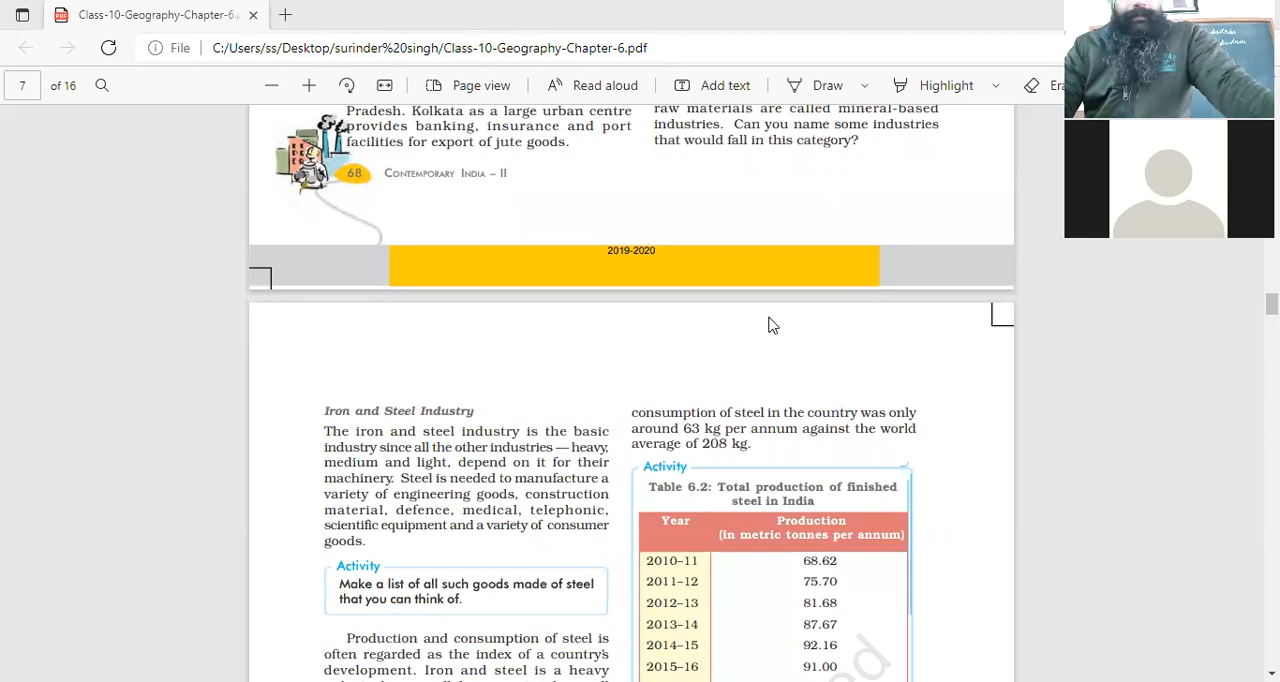 Class-10-Geography-Chapter-6.
File
C:/Users/ss/Desktop/surinder%20singh/Class-10-Geography-Chapter-6.pdf
7 of 16
Page view
Read aloud
Add text
Draw
Highlight
Pradesh. Kolkata as a large urban centre
provides banking, insurance and port
facilities for export of jute goods.
raw materials are called mineral-based
industries. Can you name some industries
that would fall in this category?
68 CONTEMPORARY INDIA – II
2019-2020
Iron and Steel Industry
The iron and steel industry is the basic
industry since all the other industries — heavy,
medium and light, depend on it for their
machinery. Steel is needed to manufacture a
variety of engineering goods, construction
material, defence, medical, telephonic,
scientific equipment and a variety of consumer
goods.
Activity
Make a list of all such goods made of steel
that you can think of.
Production and consumption of steel is
often regarded as the index of a country's
development. Iron and steel is a heavy
consumption of steel in the country was only
around 63 kg per annum against the world
average of 208 kg.
Activity
Table 6.2: Total production of finished
steel in India
Year Production
(in metric tonnes per annum)
2010–11 68.62
2011–12 75.70
2012–13 81.68
2013–14 87.67
2014–15 92.16
2015–16 91.00